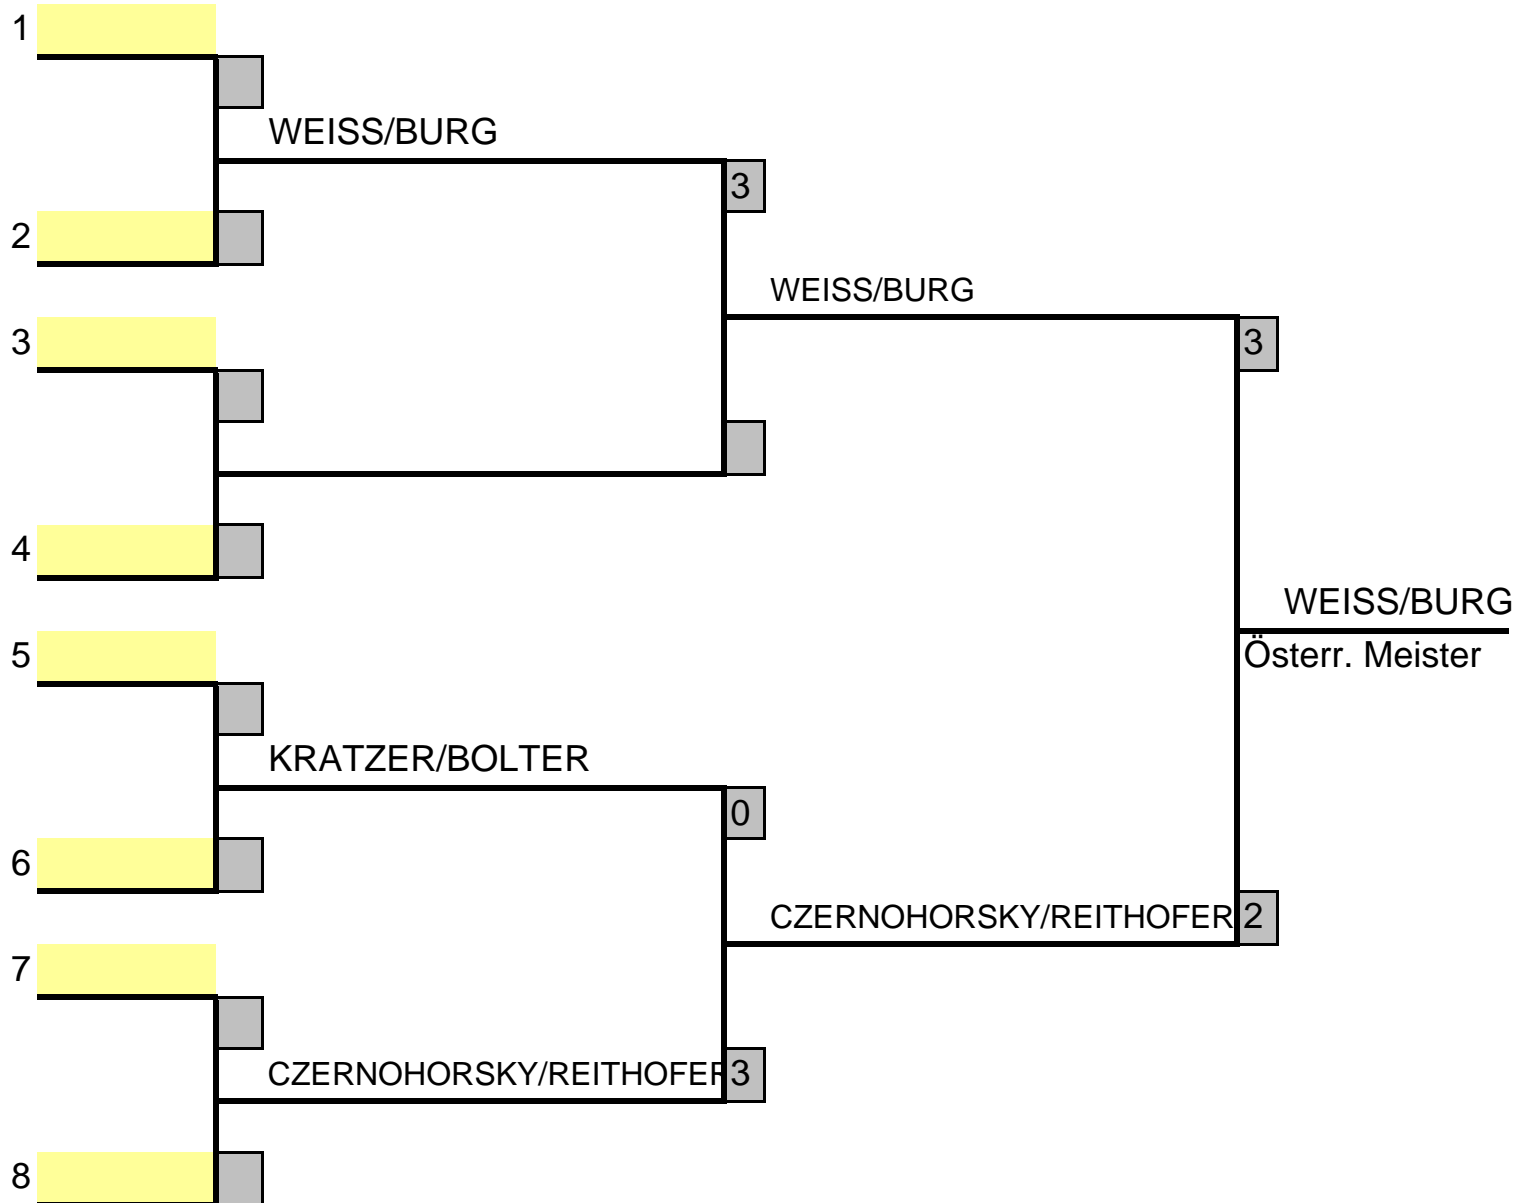 1
WEISS/BURG
3
2
WEISS/BURG
3
3
4
WEISS/BURG
Österr. Meister
5
KRATZER/BOLTER
0
6
CZERNOHORSKY/REITHOFER 2
7
CZERNOHORSKY/REITHOFER 3
8